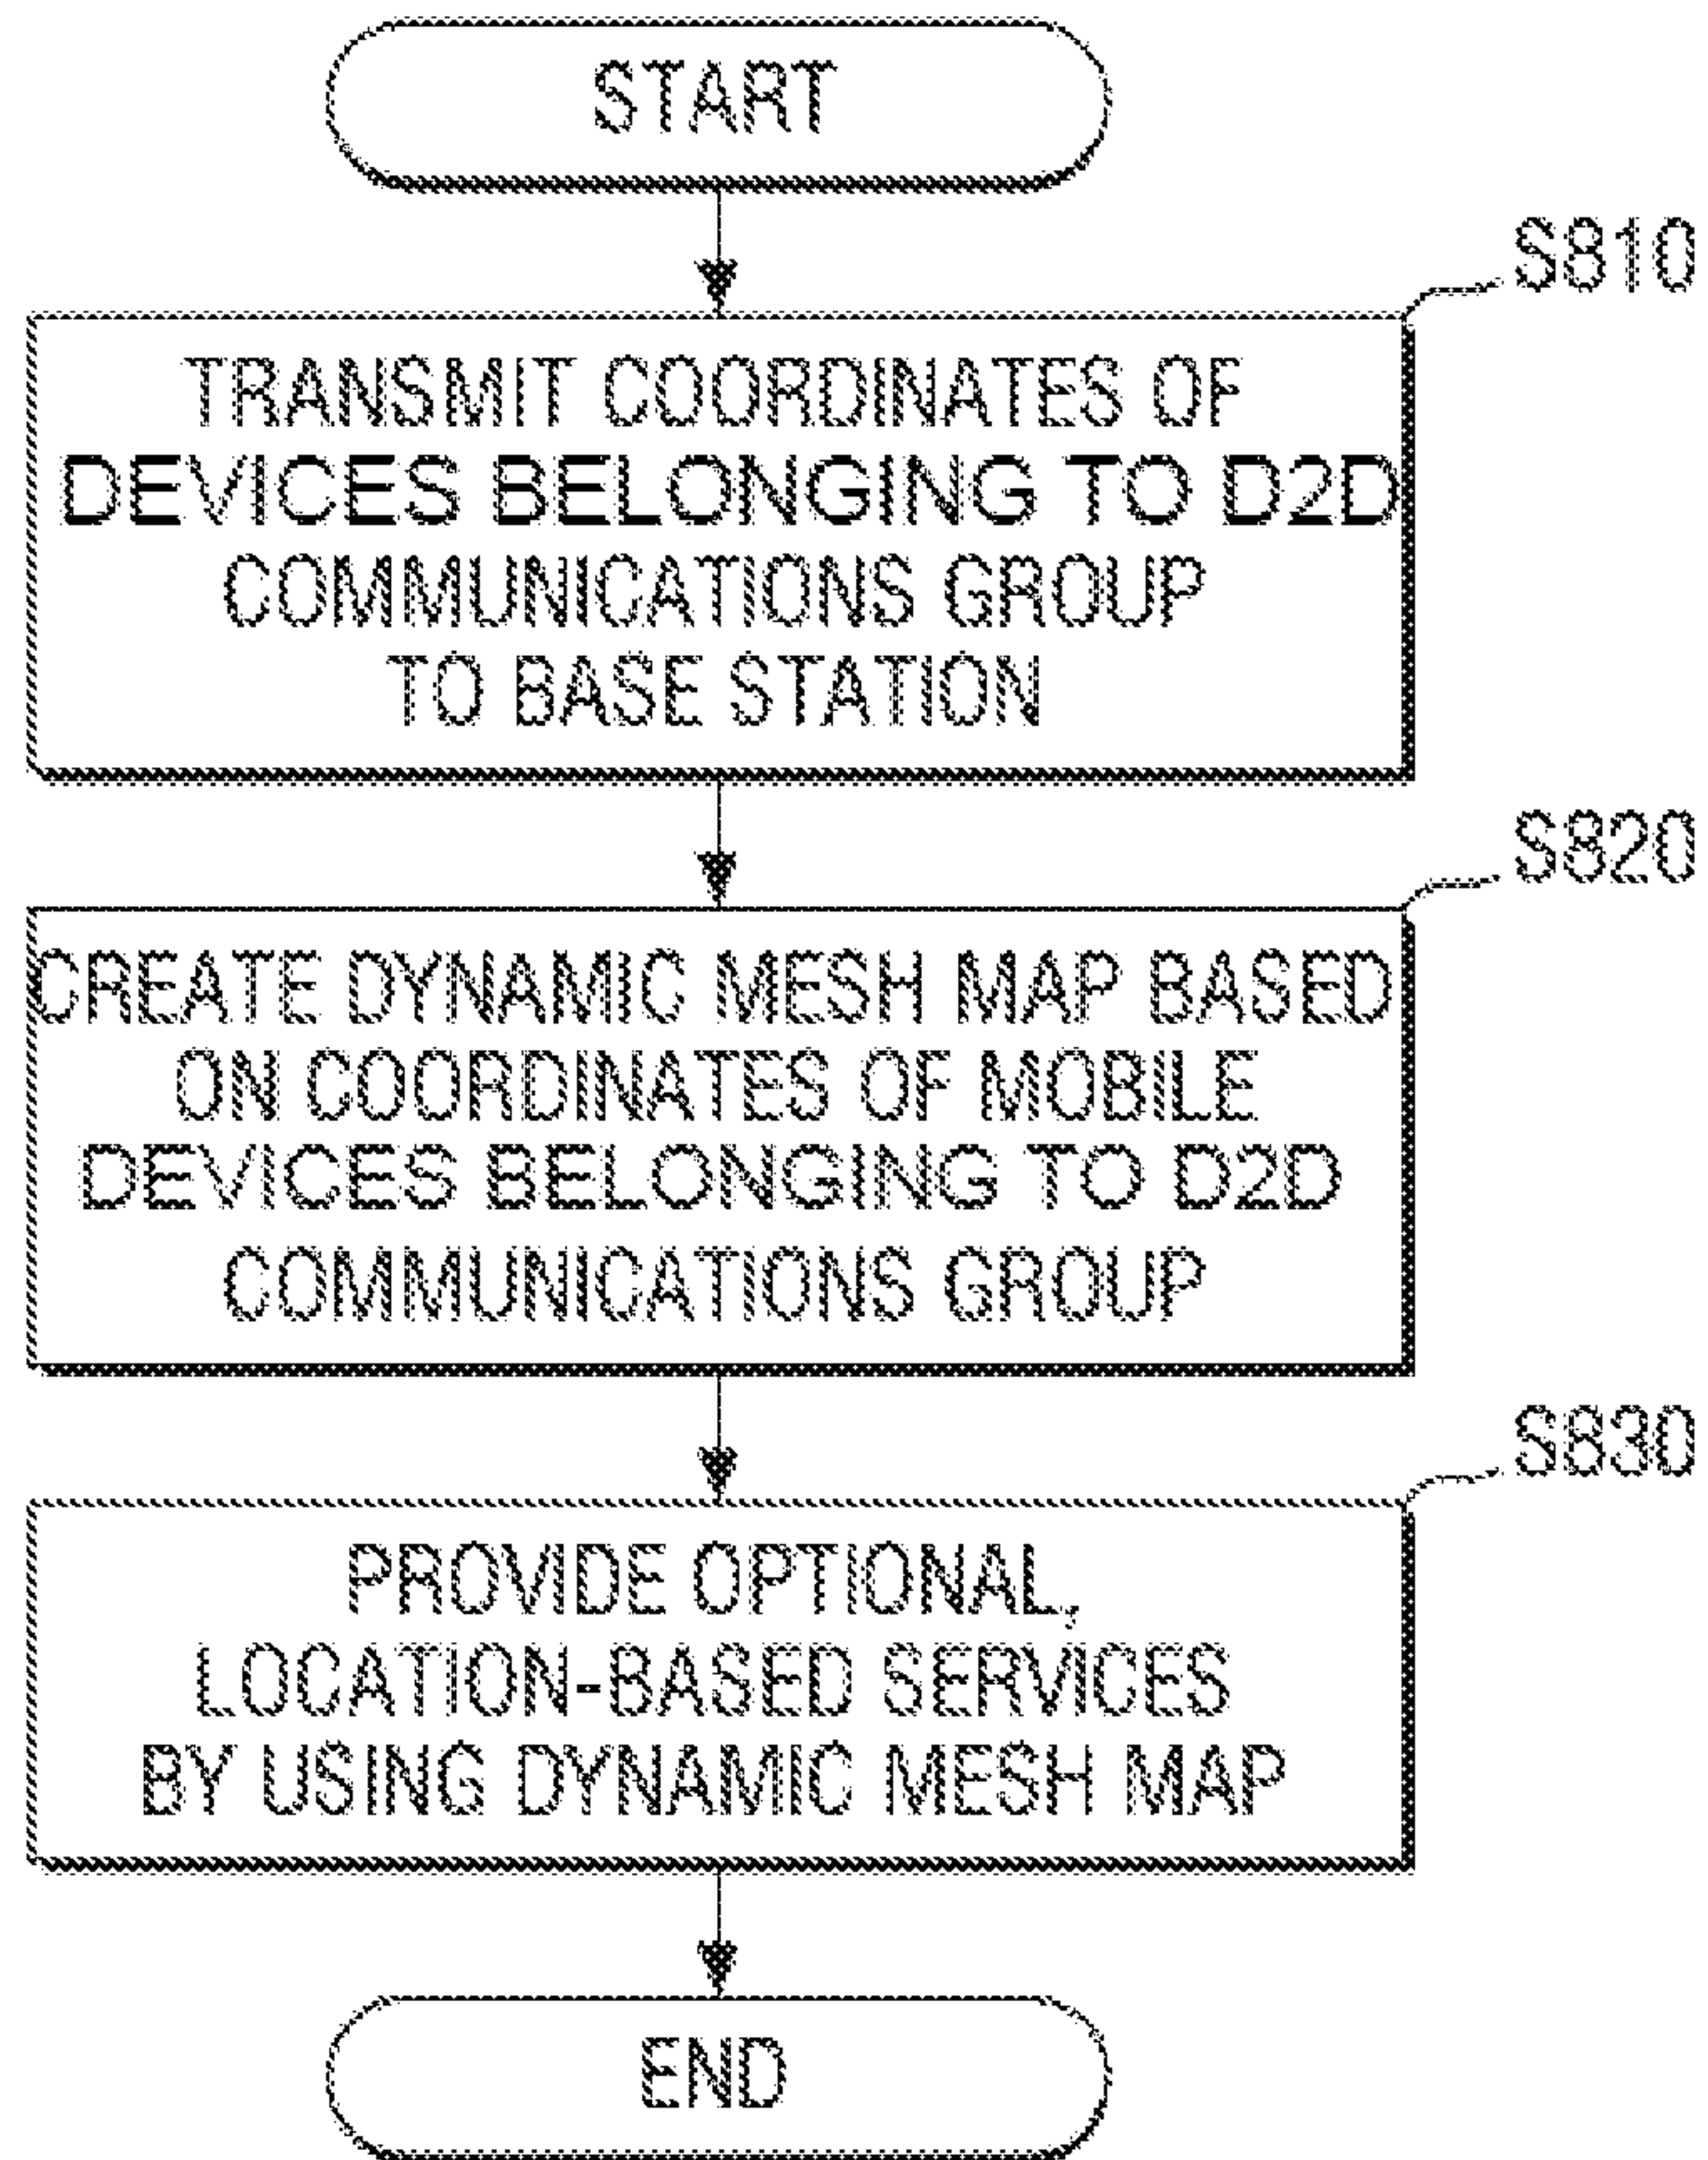 START
S810
TRANSMIT COORDINATES OF
DEVICES BELONGING TO D2D
COMMUNICATIONS GROUP
TO BASE STATION
S820
CREATE DYNAMIC MESH MAP BASED
ON COORDINATES OF MOBILE
DEVICES BELONGING TO D2D
COMMUNICATIONS GROUP
S830
PROVIDE OPTIONAL,
LOCATION-BASED SERVICES
BY USING DYNAMIC MESH MAP
END